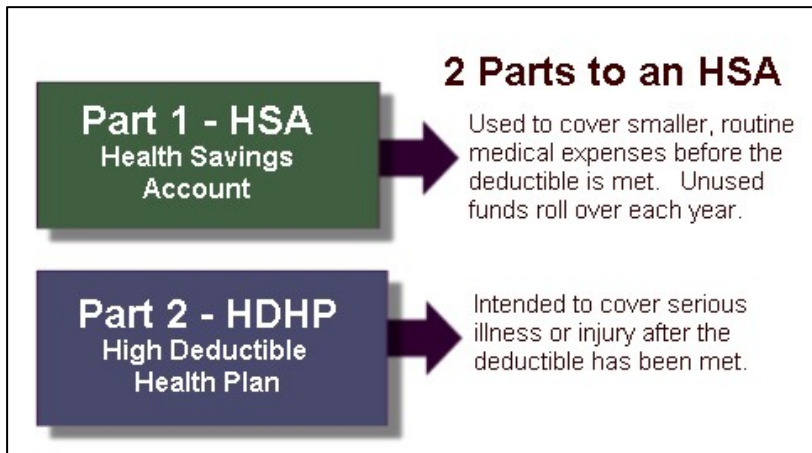 2 Parts to an HSA
Part 1 - HSA
Health Savings
Account
Used to cover smaller, routine
medical expenses before the
deductible is met.   Unused
funds roll over each year.
Part 2 - HDHP
High Deductible
Health Plan
Intended to cover serious
illness or injury after the
deductible has been met.